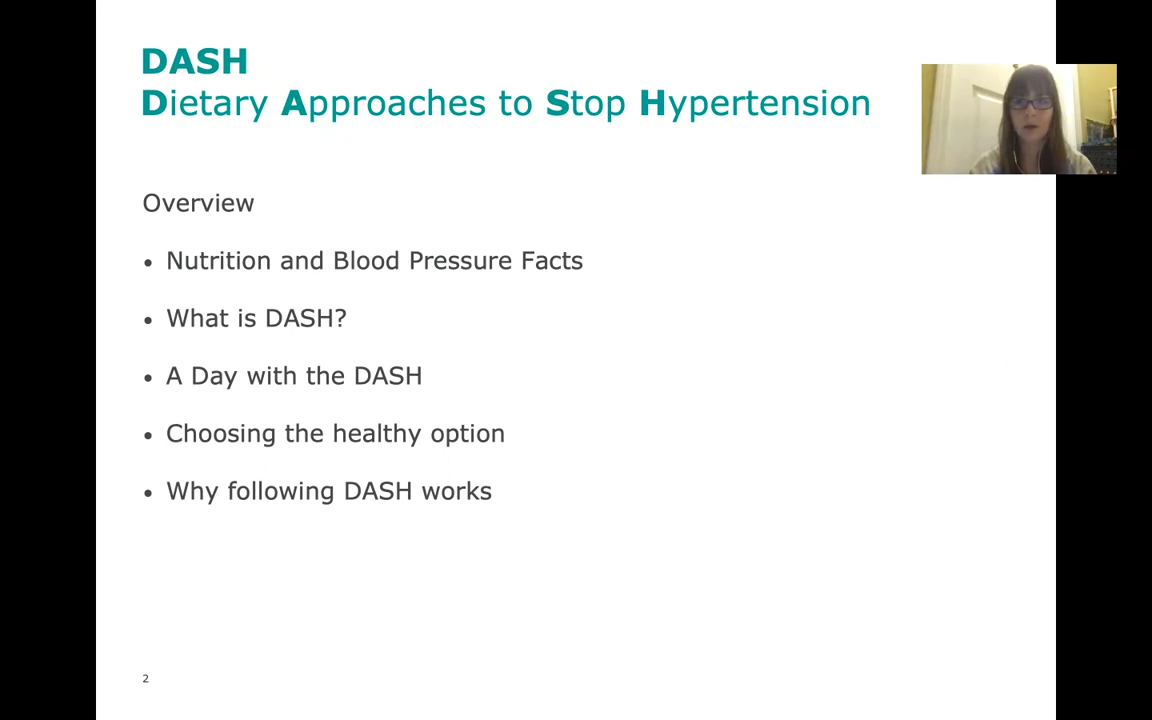 DASH
Dietary Approaches to Stop Hypertension
Overview
• Nutrition and Blood Pressure Facts
• What is DASH?
• A Day with the DASH
• Choosing the healthy option
• Why following DASH works
2